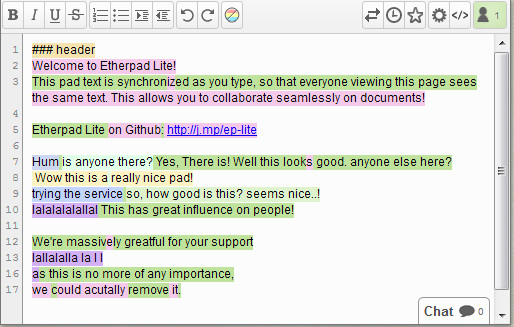 B I U S 1
1 ### header
2 Welcome to Etherpad Lite!
3 This pad text is synchronized as you type, so that everyone viewing this page sees
the same text. This allows you to collaborate seamlessly on documents!
4
5 Etherpad Lite on Github: http://j.mp/ep-lite
6
7 Hum is anyone there? Yes, There is! Well this looks good. anyone else here?
8 Wow this is a really nice pad!
9 trying the service so, how good is this? seems nice..!
10 lalalalalallal This has great influence on people!
11
12 We're massively greatful for your support
13 lallalalla la l l
16 as this is no more of any importance,
17 we could acutally remove it.
Chat 0